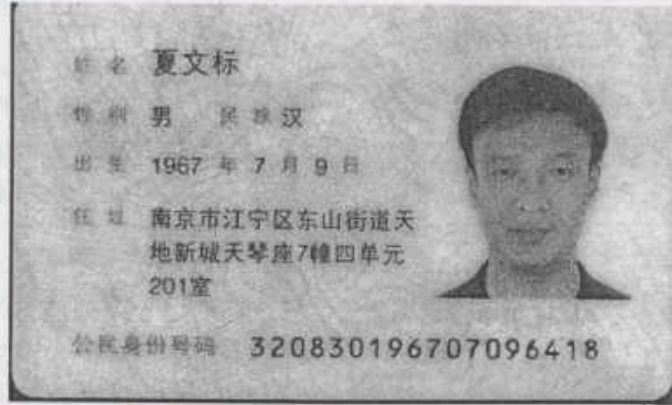 姓名 夏文标
性别 男 民族 汉
出生 1967 年 7 月 9 日
住址 南京市江宁区东山街道天
地新城天琴座7幢四单元
201室
公民身份号码 320830196707096418